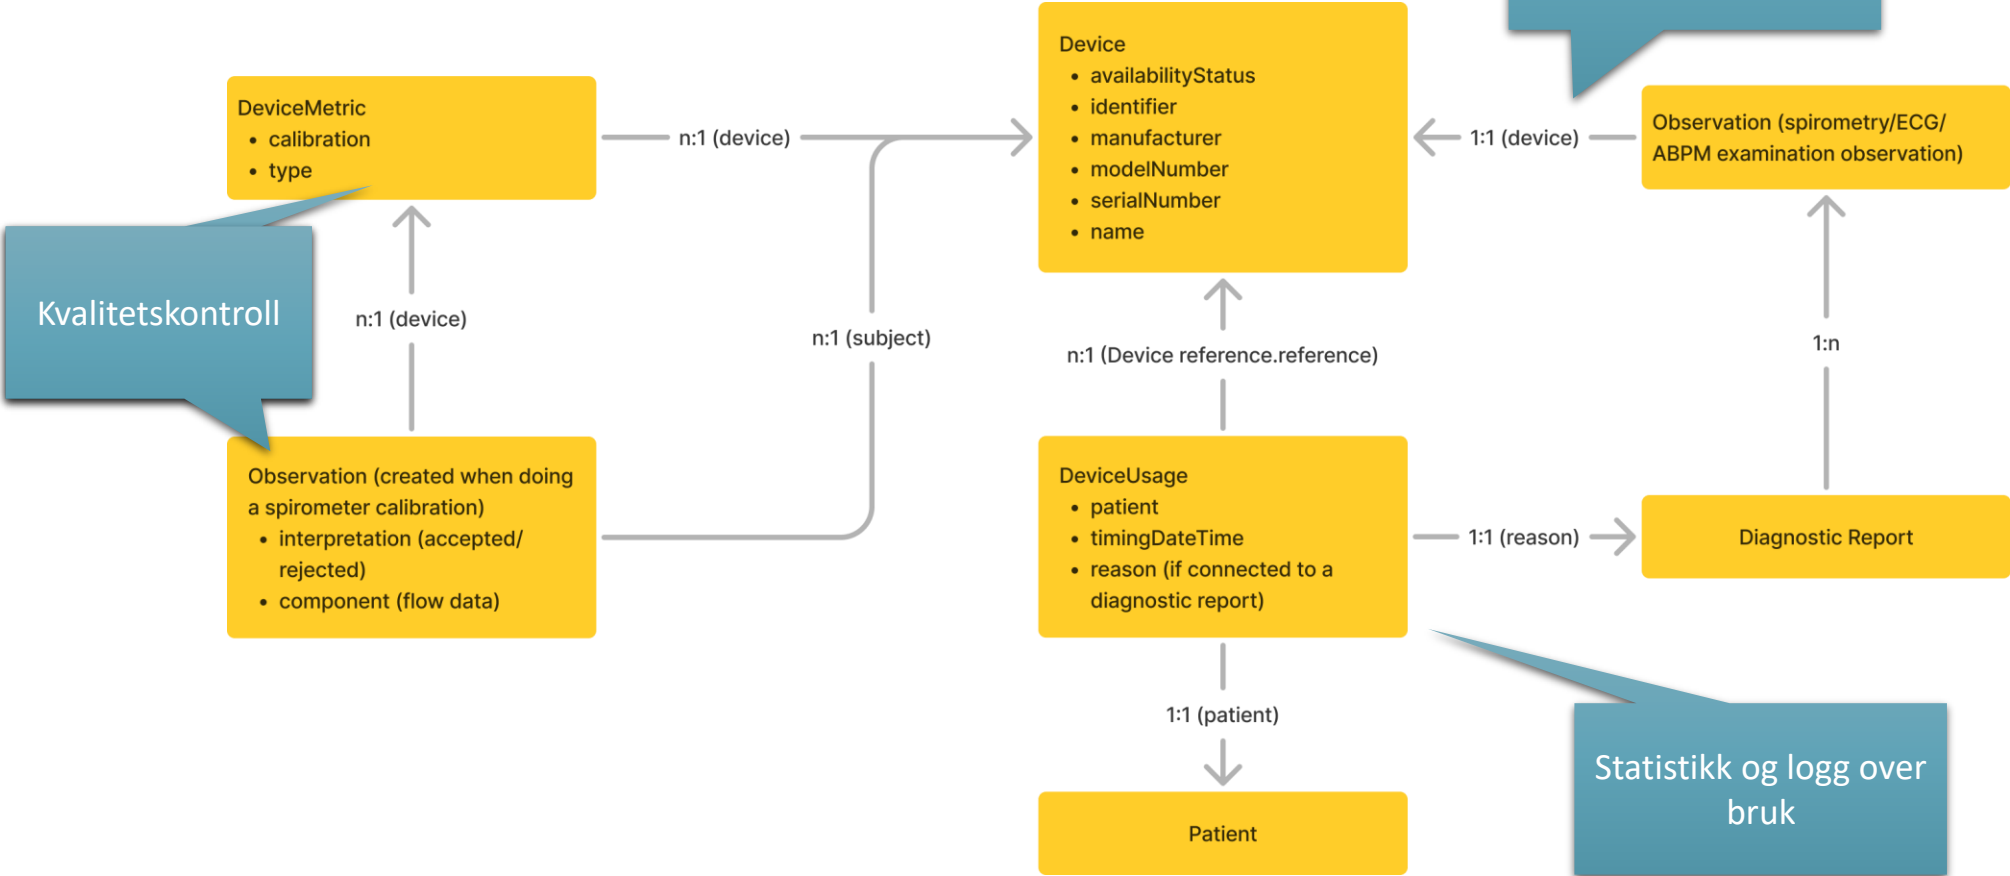 Device
• availabilityStatus
• identifier
• manufacturer
• modelNumber
• serialNumber
• name
DeviceMetric
• calibration
• type
n:1 (device)
1:1 (device)
Observation (spirometry/ECG/
ABPM examination observation)
Kvalitetskontroll
n:1 (device)
n:1 (subject)
n:1 (Device reference.reference)
1:n
Observation (created when doing
a spirometer calibration)
• interpretation (accepted/
rejected)
• component (flow data)
DeviceUsage
• patient
• timingDateTime
• reason (if connected to a
diagnostic report)
1:1 (reason)
Diagnostic Report
1:1 (patient)
Statistikk og logg over
bruk
Patient